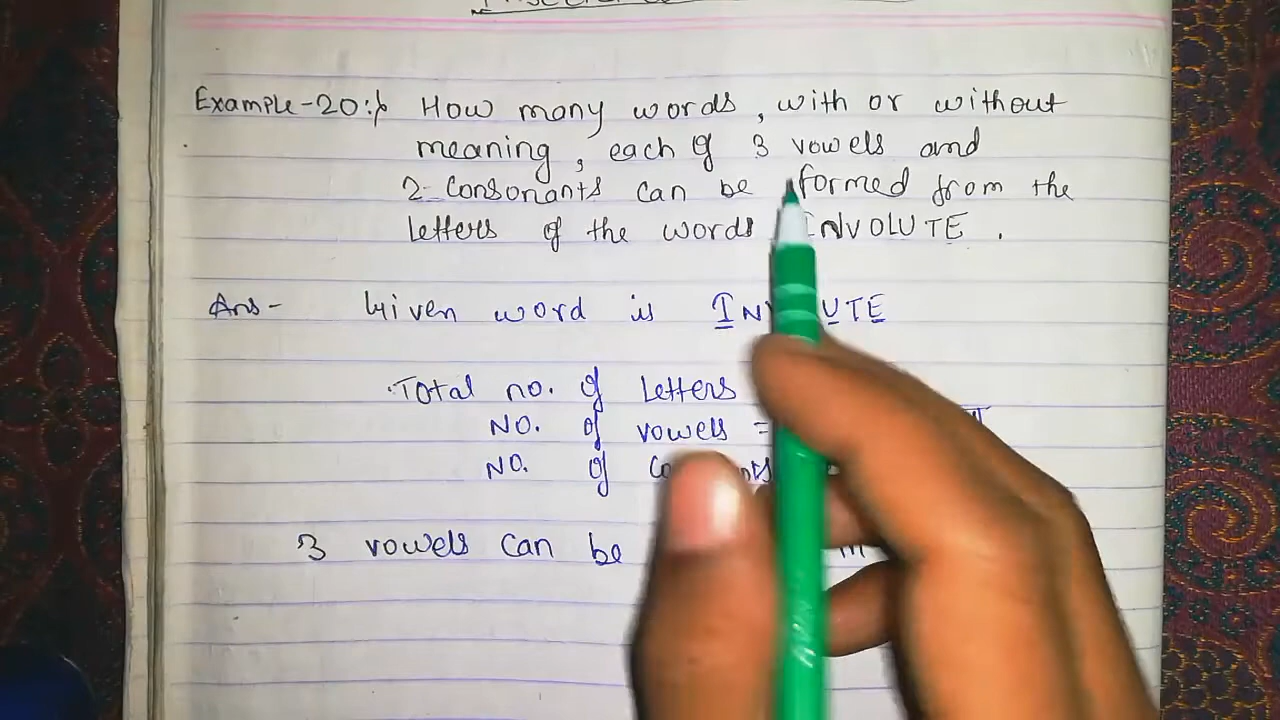 Example-20: How many words, with or without
meaning, each of 3 vowels and
2-Consonants can be formed from the
letters of the words INVOLUTE.
Ans- Given word is UTE
Total no. of letters
NO. of vowels =
NO. of
3 vowels can be